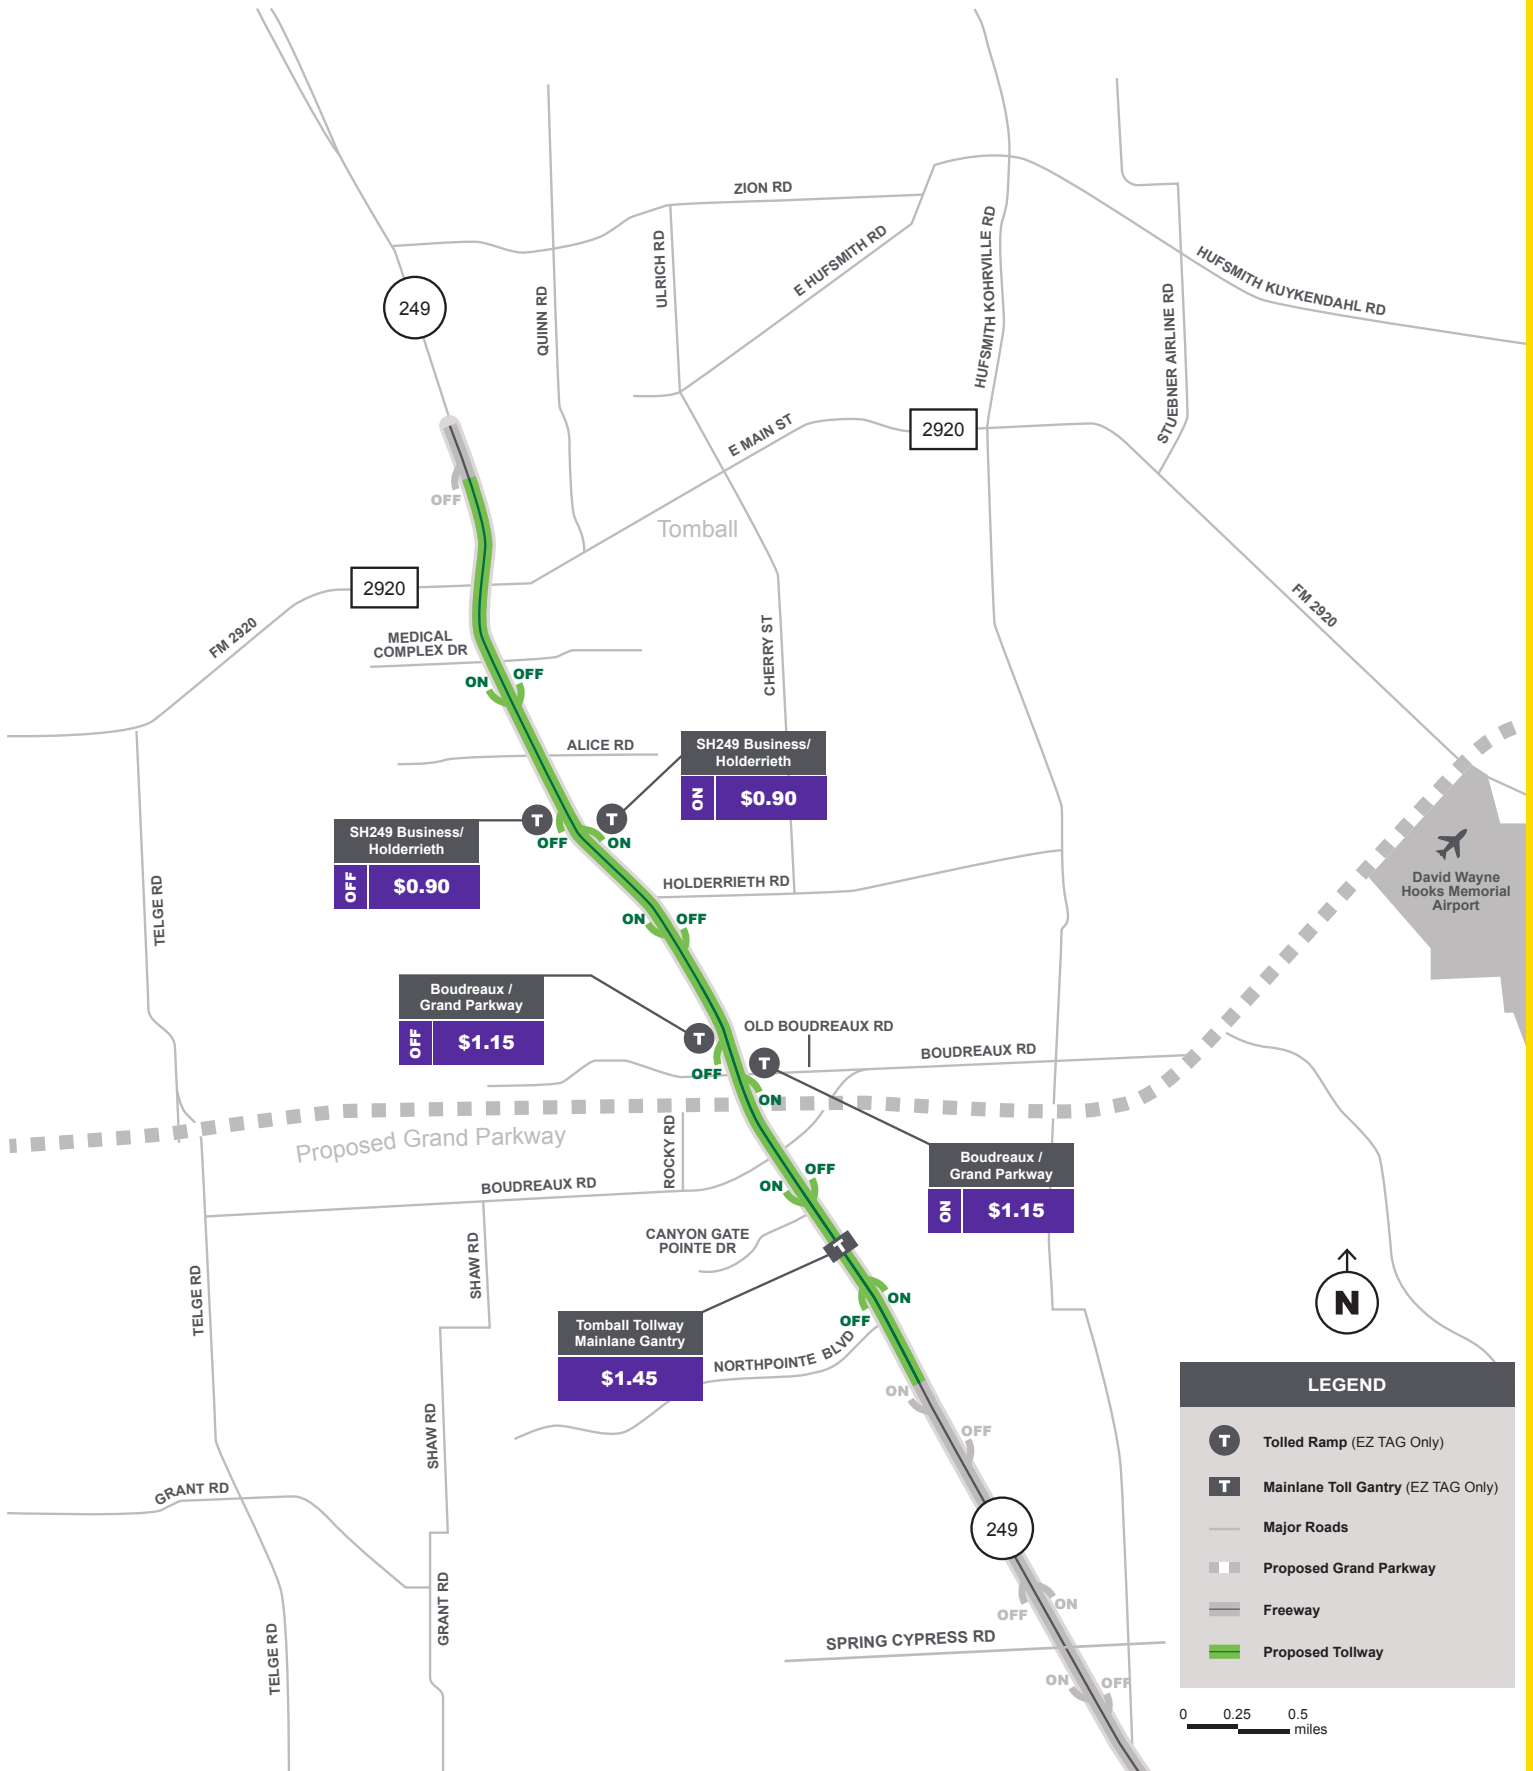 ZION RD
ULRICH RD
E HUFSMITH RD
HUFSMITH KOHRVILLE RD
HUFSMITH KUYKENDAHL RD
STUEBNER AIRLINE RD
249
QUINN RD
E MAIN ST
2920
OFF
Tomball
2920
FM 2920
FM 2920
MEDICAL
COMPLEX DR
ON
OFF
CHERRY ST
ALICE RD
SH249 Business/
Holderrieth
ON
$0.90
T
T
OFF
ON
SH249 Business/
Holderrieth
OFF
$0.90
David Wayne
Hooks Memorial
Airport
HOLDERRIETH RD
TELGE RD
ON
OFF
Boudreaux /
Grand Parkway
OFF
$1.15
T
T
OLD BOUDREAUX RD
BOUDREAUX RD
OFF
ON
Proposed Grand Parkway
ROCKY RD
Boudreaux /
Grand Parkway
ON
$1.15
OFF
ON
BOUDREAUX RD
CANYON GATE
POINTE DR
T
SHAW RD
TELGE RD
ON
OFF
Tomball Tollway
Mainlane Gantry
$1.45
NORTHPOINTE BLVD
N
ON
OFF
SHAW RD
GRANT RD
249
GRANT RD
OFF
ON
SPRING CYPRESS RD
TELGE RD
ON
OFF
LEGEND
T
Tolled Ramp (EZ TAG Only)
T
Mainlane Toll Gantry (EZ TAG Only)
Major Roads
Proposed Grand Parkway
Freeway
Proposed Tollway
0 0.25 0.5
miles